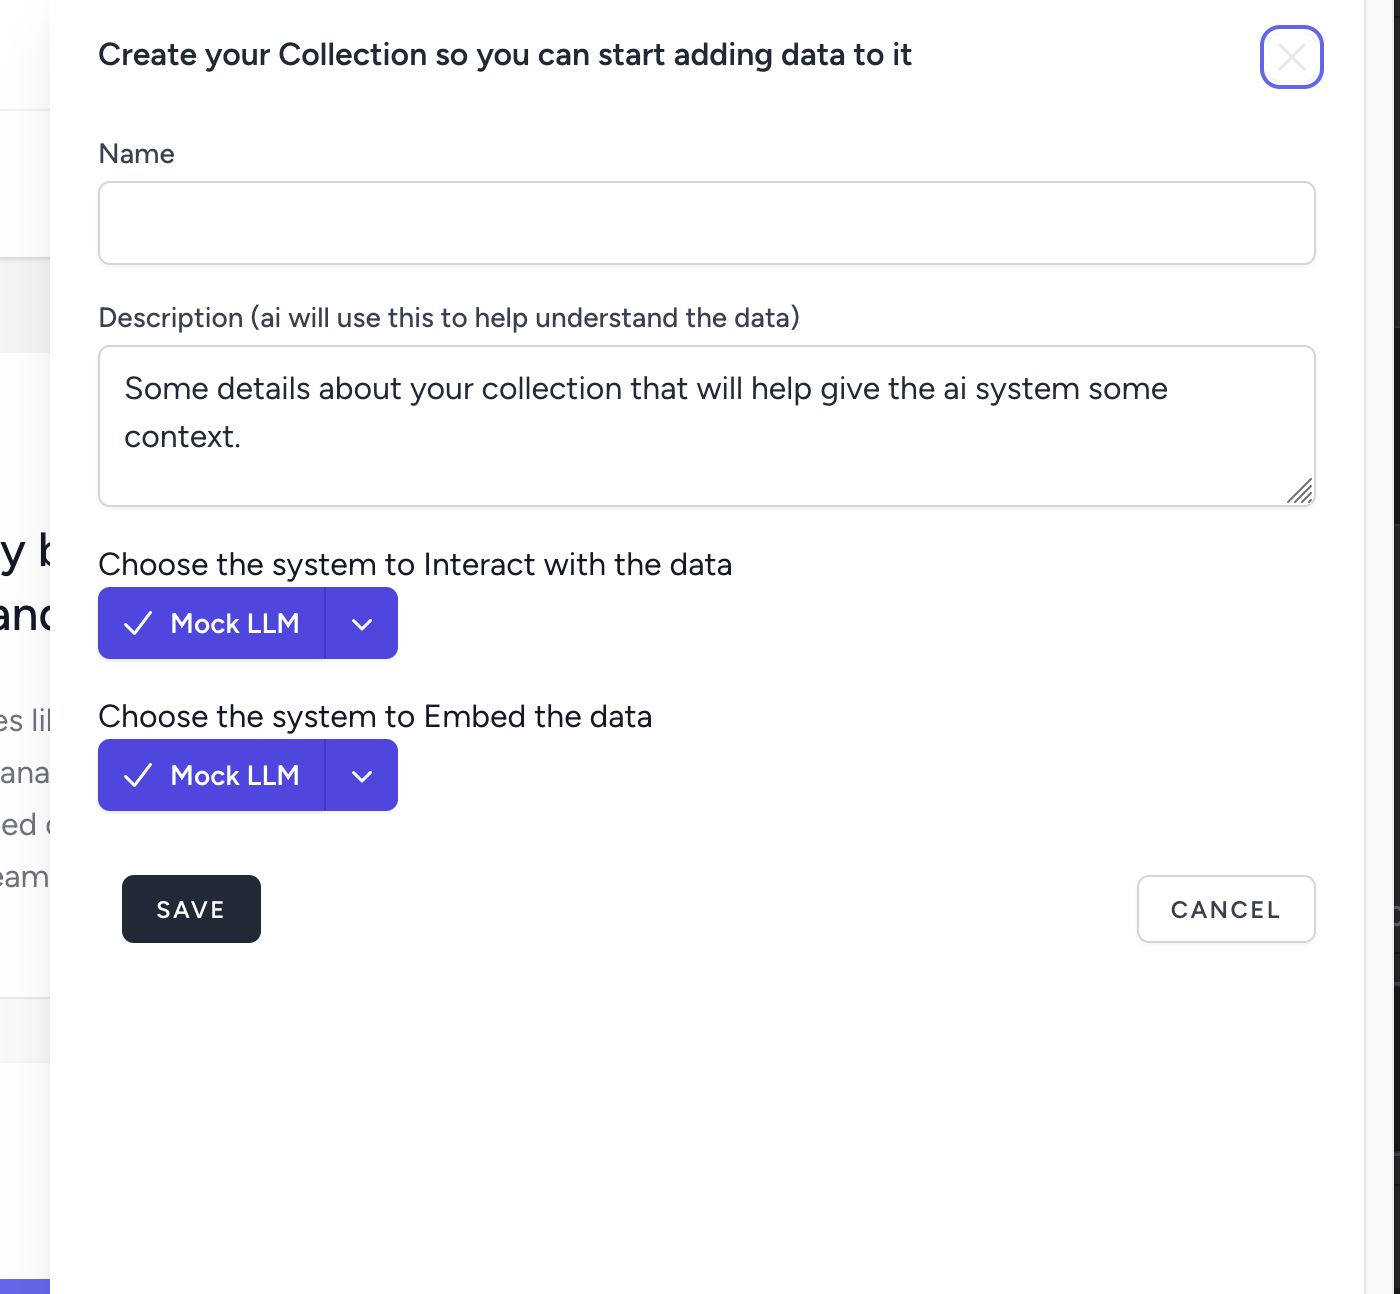 Create your Collection so you can start adding data to it
Name
Description (ai will use this to help understand the data)
Some details about your collection that will help give the ai system some
context.
Choose the system to Interact with the data
Mock LLM
Choose the system to Embed the data
Mock LLM
SAVE
CANCEL